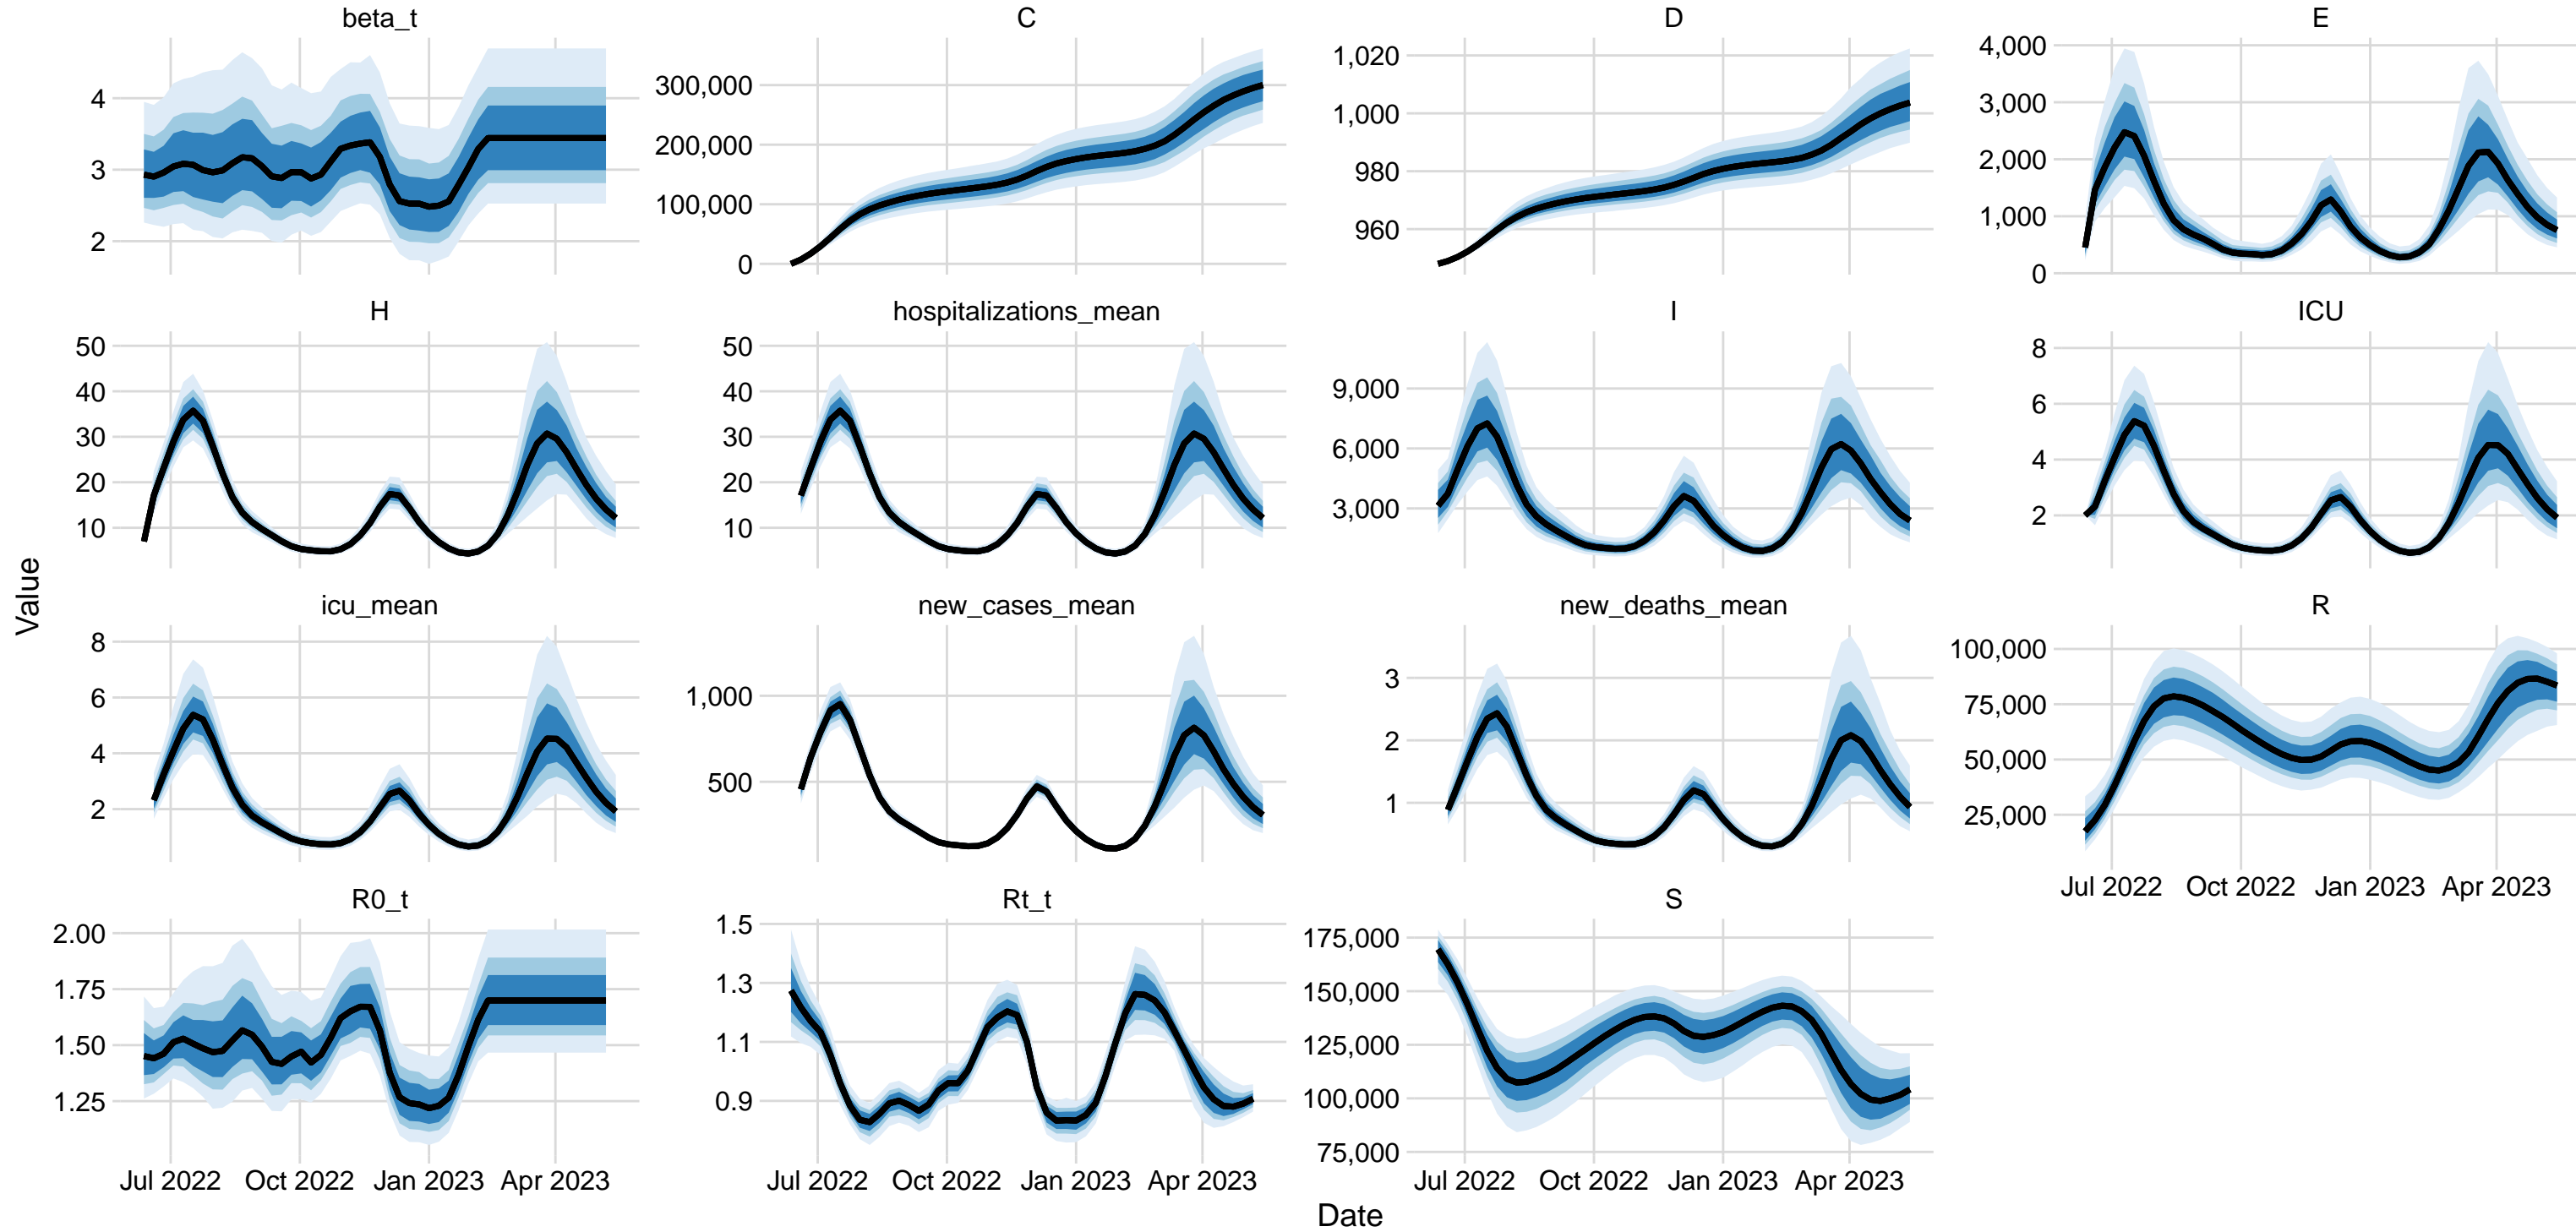 beta_t
C
D
E
4
3
2
300,000
200,000
100,000
0
1,020
1,000
980
960
4,000
3,000
2,000
1,000
0
H
hospitalizations_mean
I
ICU
50
40
30
20
10
50
40
30
20
10
9,000
6,000
3,000
8
6
4
2
Value
icu_mean
new_cases_mean
new_deaths_mean
R
8
6
4
2
1,000
500
3
2
1
100,000
75,000
50,000
25,000
Jul 2022 Oct 2022 Jan 2023 Apr 2023
R0_t
Rt_t
S
2.00
1.75
1.50
1.25
1.5
1.3
1.1
0.9
175,000
150,000
125,000
100,000
75,000
Jul 2022 Oct 2022 Jan 2023 Apr 2023
Jul 2022 Oct 2022 Jan 2023 Apr 2023
Jul 2022 Oct 2022 Jan 2023 Apr 2023
Date